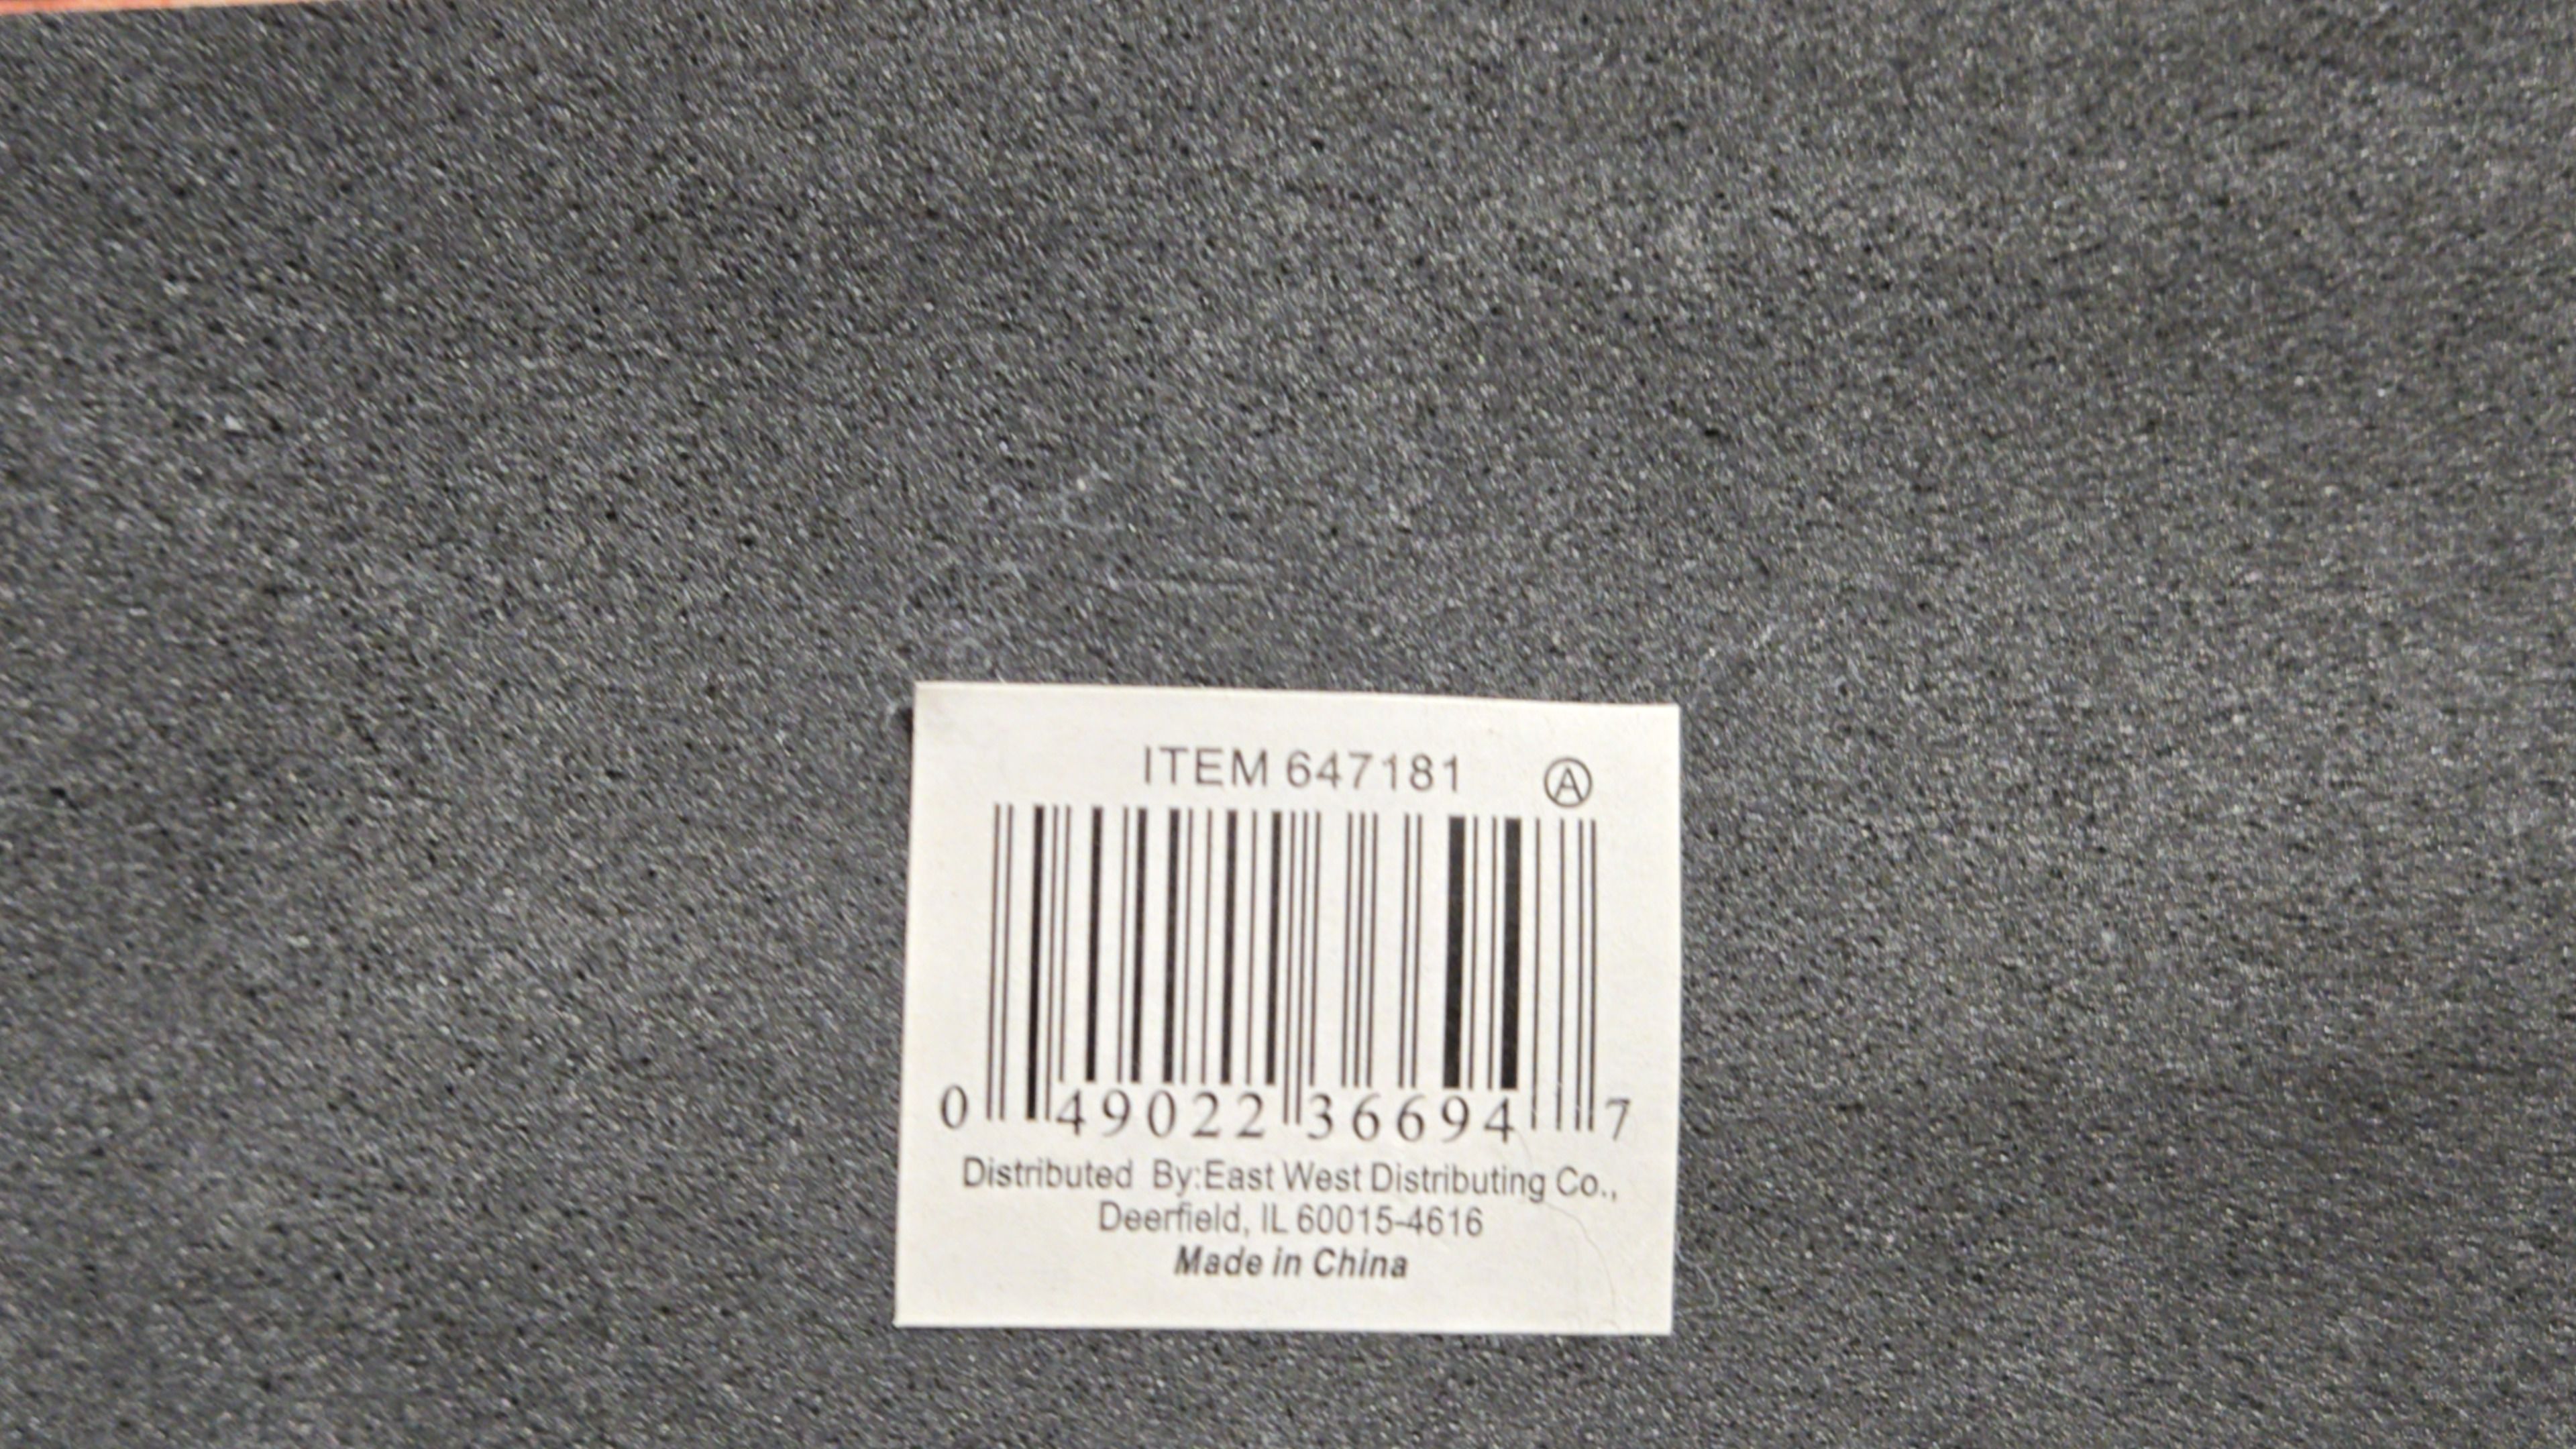 ITEM 647181 Ⓐ
0 49022 36694 7
Distributed By:East West Distributing Co.,
Deerfield, IL 60015-4616
Made in China